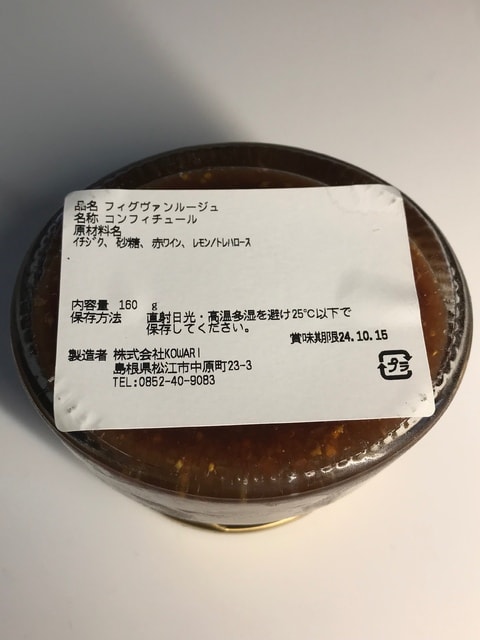 品名 フィグヴァンルージュ
名称 コンフィチュール
原材料名
イチジク、砂糖、赤ワイン、レモン/トレハロース
内容量 160 g
保存方法 直射日光・高温多湿を避け25℃以下で
保存してください。
賞味期限24.10.15
製造者 株式会社KOWARI
島根県松江市中原町23-3
TEL:0852-40-9083
プラ